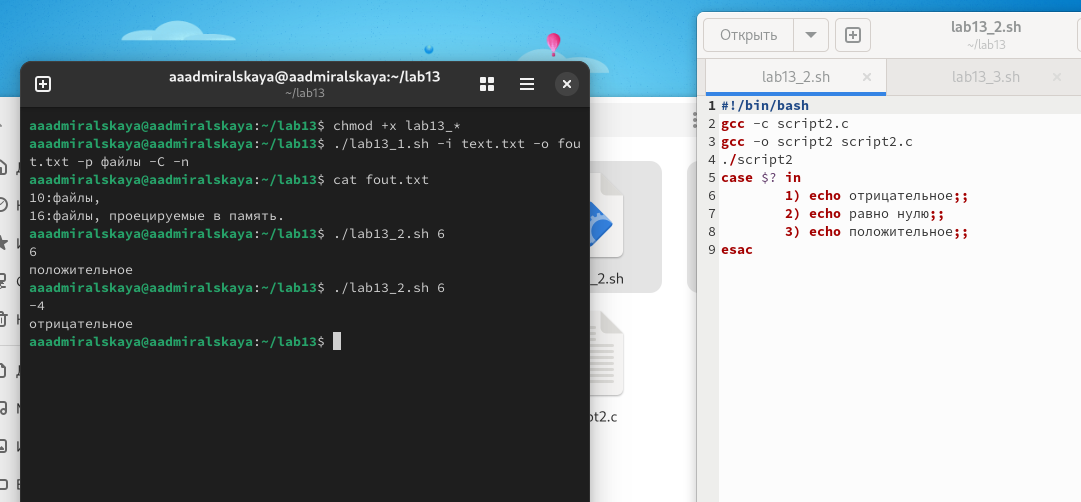 aaadmiralskaya@aadmiralskaya:~/lab13
~/lab13
aaadmiralskaya@aadmiralskaya:~/lab13$ chmod +x lab13_*
aaadmiralskaya@aadmiralskaya:~/lab13$ ./lab13_1.sh -i text.txt -o fou
t.txt -p файлы -C -n
aaadmiralskaya@aadmiralskaya:~/lab13$ cat fout.txt
10:файлы,
16:файлы, проецируемые в память.
aaadmiralskaya@aadmiralskaya:~/lab13$ ./lab13_2.sh 6
6
положительное
aaadmiralskaya@aadmiralskaya:~/lab13$ ./lab13_2.sh 6
-4
отрицательное
aaadmiralskaya@aadmiralskaya:~/lab13$
_2.sh
pt2.c
Открыть
lab13_2.sh
~/lab13
lab13_2.sh
lab13_3.sh
1 #!/bin/bash
2 gcc -c script2.c
3 gcc -o script2 script2.c
4 ./script2
5 case $? in
6 1) echo отрицательное;;
7 2) echo равно нулю;;
8 3) echo положительное;;
9 esac